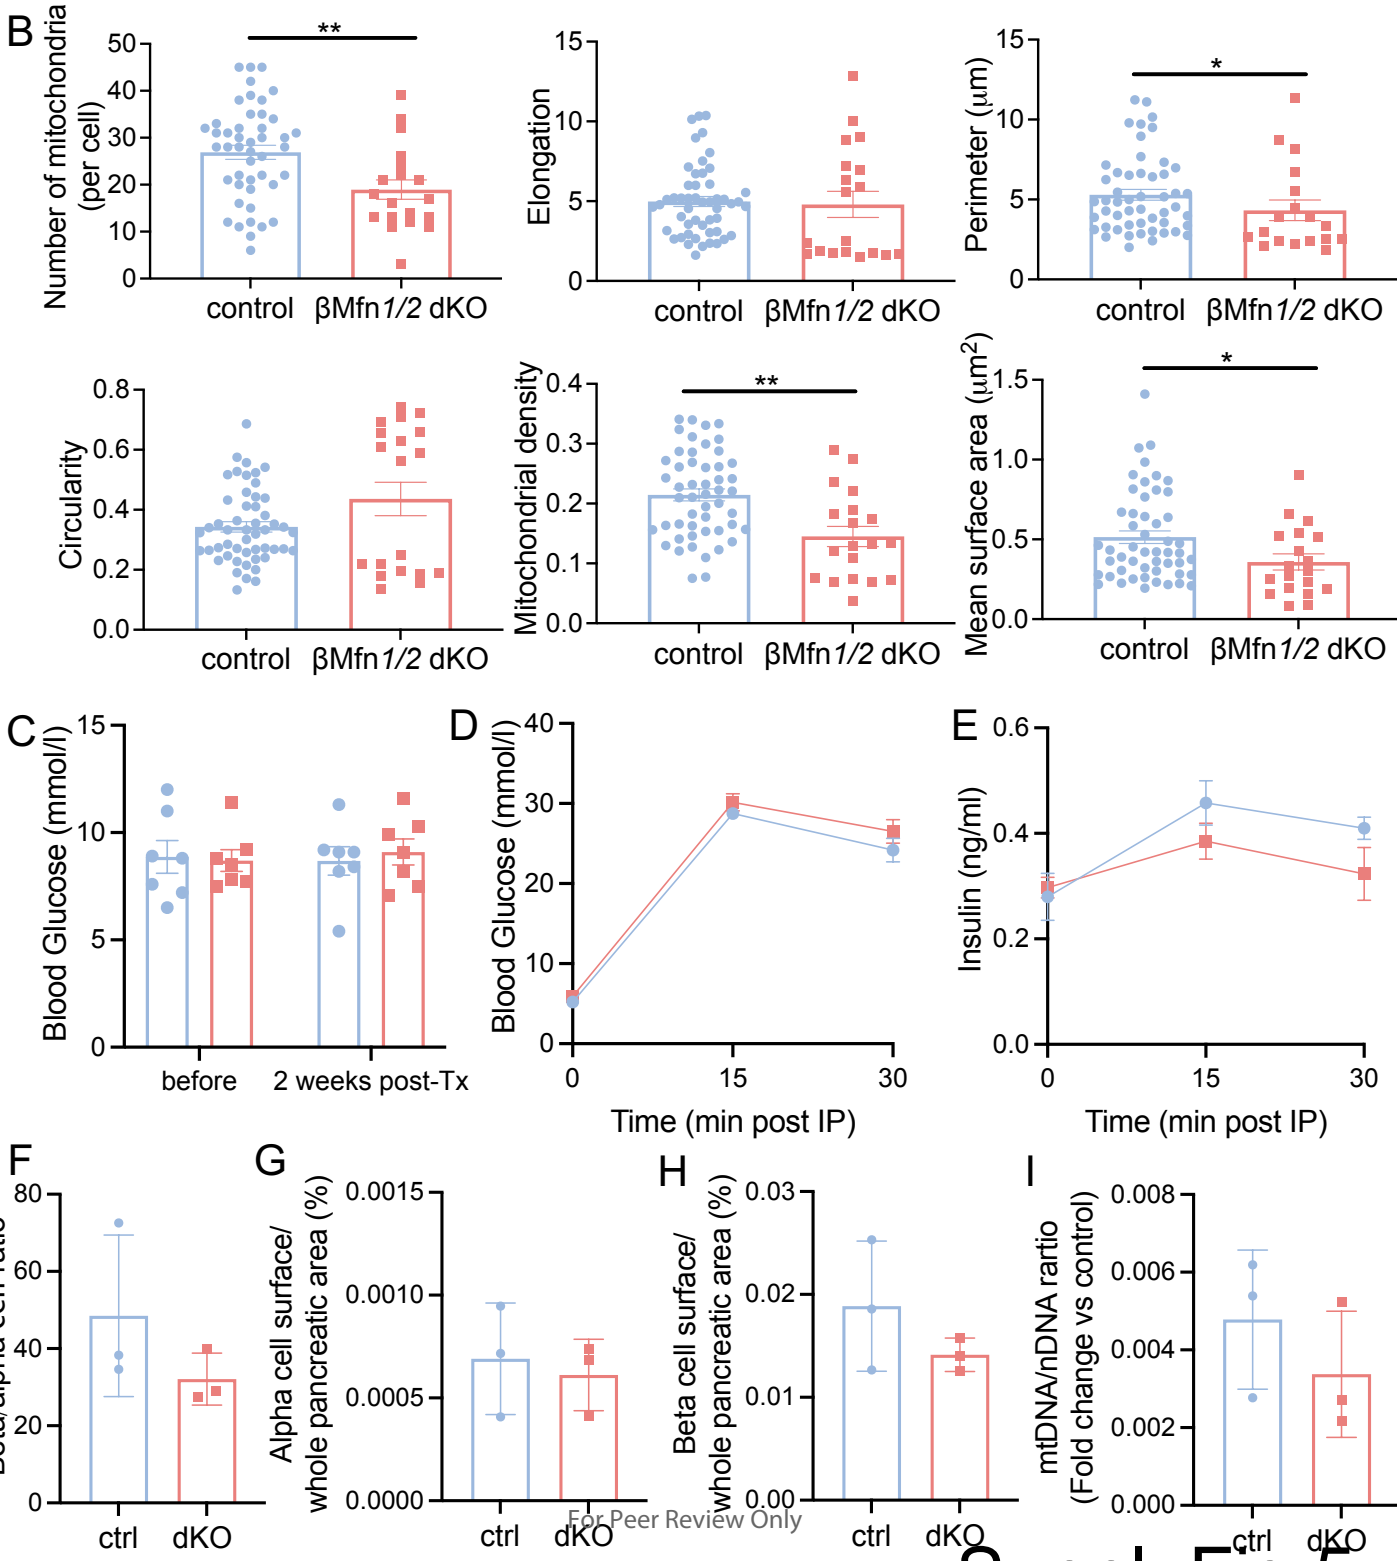 B
Number of mitochondria
(per cell)
50
40
30
20
10
0
**
control
βMfn1/2 dKO
Elongation
15
10
5
0
control
βMfn1/2 dKO
Perimeter (μm)
15
10
5
0
*
control
βMfn1/2 dKO
Circularity
0.8
0.6
0.4
0.2
0.0
control
βMfn1/2 dKO
Mitochondrial density
0.4
0.3
0.2
0.1
0.0
**
control
βMfn1/2 dKO
Mean surface area (μm²)
1.5
1.0
0.5
0.0
*
control
βMfn1/2 dKO
C
Blood Glucose (mmol/l)
15
10
5
0
before
2 weeks post-Tx
D
Blood Glucose (mmol/l)
40
30
20
10
0
0
15
30
Time (min post IP)
E
Insulin (ng/ml)
0.6
0.4
0.2
0.0
0
15
30
Time (min post IP)
F
80
60
40
20
0
ctrl
dKO
G
Alpha cell surface/
whole pancreatic area (%)
0.0015
0.0010
0.0005
0.0000
ctrl
dKO
H
Beta cell surface/
whole pancreatic area (%)
0.03
0.02
0.01
0.00
ctrl
dKO
I
mtDNA/nDNA rartio
(Fold change vs control)
0.008
0.006
0.004
0.002
0.000
ctrl
dKO
For Peer Review Only